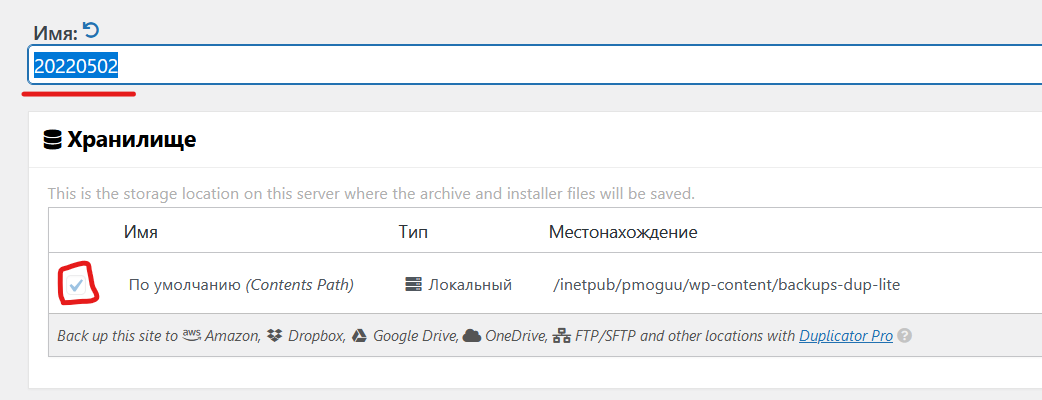 Имя:
20220502
Хранилище
This is the storage location on this server where the archive and installer files will be saved.
Имя Тип Местонахождение
По умолчанию (Contents Path) Локальный /inetpub/pmoguu/wp-content/backups-dup-lite
Back up this site to aws Amazon, Dropbox, Google Drive, OneDrive, FTP/SFTP and other locations with Duplicator Pro ?